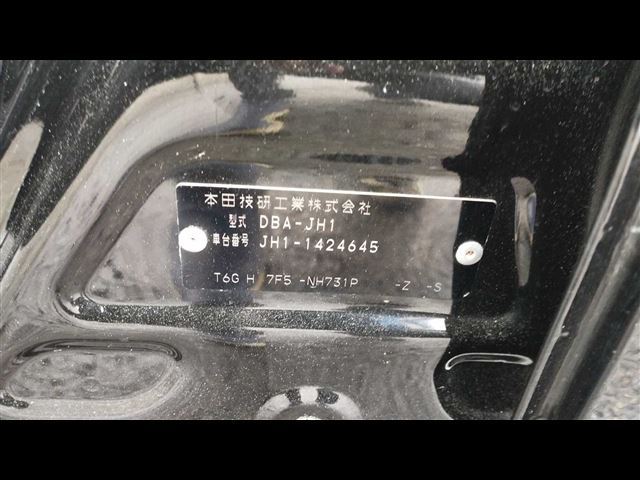 本田技研工業株式会社
型式 DBA-JH1
車台番号 JH1-1424645
T6G H 7F5 -NH731P -Z -S